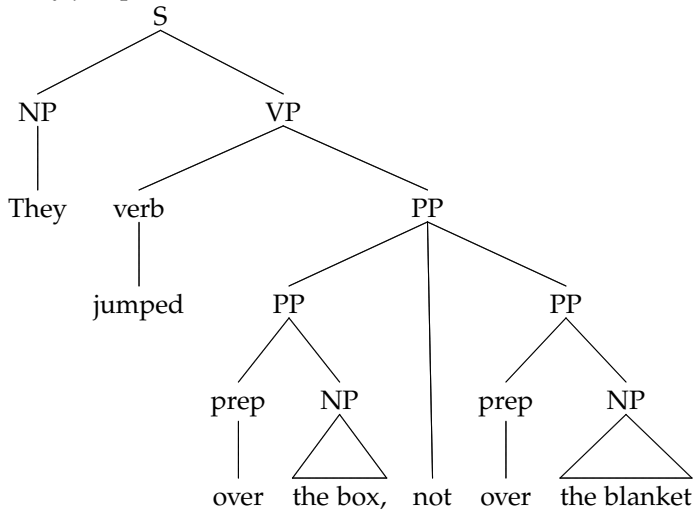 S
NP VP
They verb PP
jumped PP PP
prep NP prep NP
over the box, not over the blanket